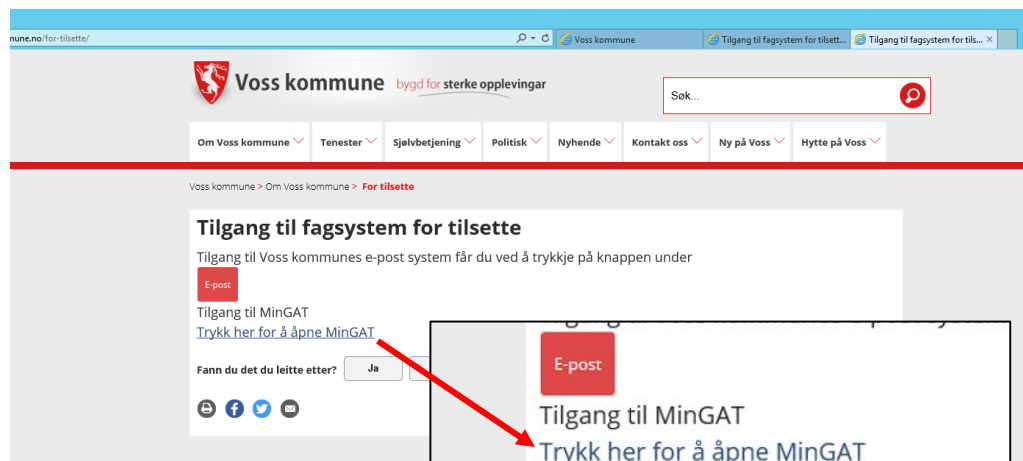 nune.no/for-tilsette/
Voss kommune
Tilgang til fagsystem for tilsett...
Tilgang til fagsystem for tils...
Voss kommune bygd for sterke opplevingar
Søk...
Om Voss kommune Tenester Sjølvbetjening Politisk Nyhende Kontakt oss Ny på Voss Hytte på Voss
Voss kommune > Om Voss kommune > For tilsette
Tilgang til fagsystem for tilsette
Tilgang til Voss kommunes e-post system får du ved å trykkje på knappen under
E-post
Tilgang til MinGAT
Trykk her for å åpne MinGAT
Fann du det du leitte etter? Ja
E-post
Tilgang til MinGAT
Trykk her for å åpne MinGAT